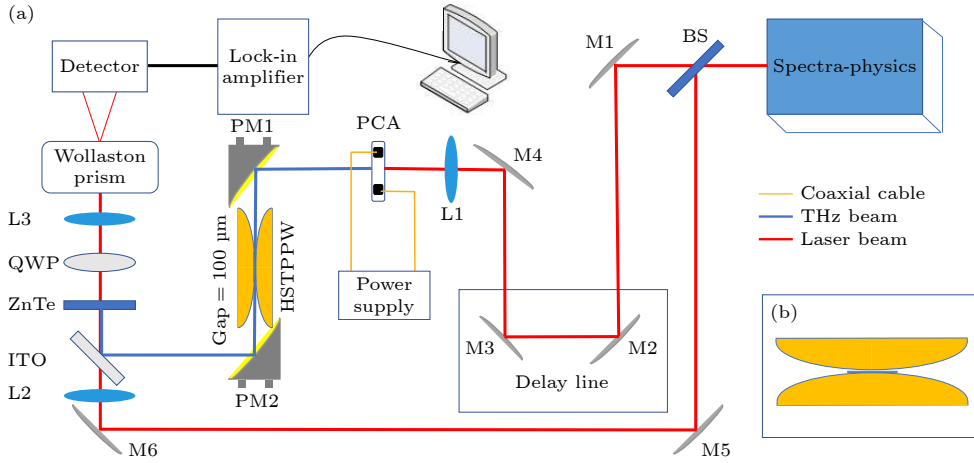 (a)
Detector
Lock-in
amplifier
M1
BS
Spectra-physics
PM1
PCA
M4
L1
Wollaston
prism
Coaxial cable
THz beam
Laser beam
L3
QWP
ZnTe
ITO
L2
Gap = 100 µm
HSTPPW
Power
supply
M3
M2
Delay line
PM2
M6
M5
(b)